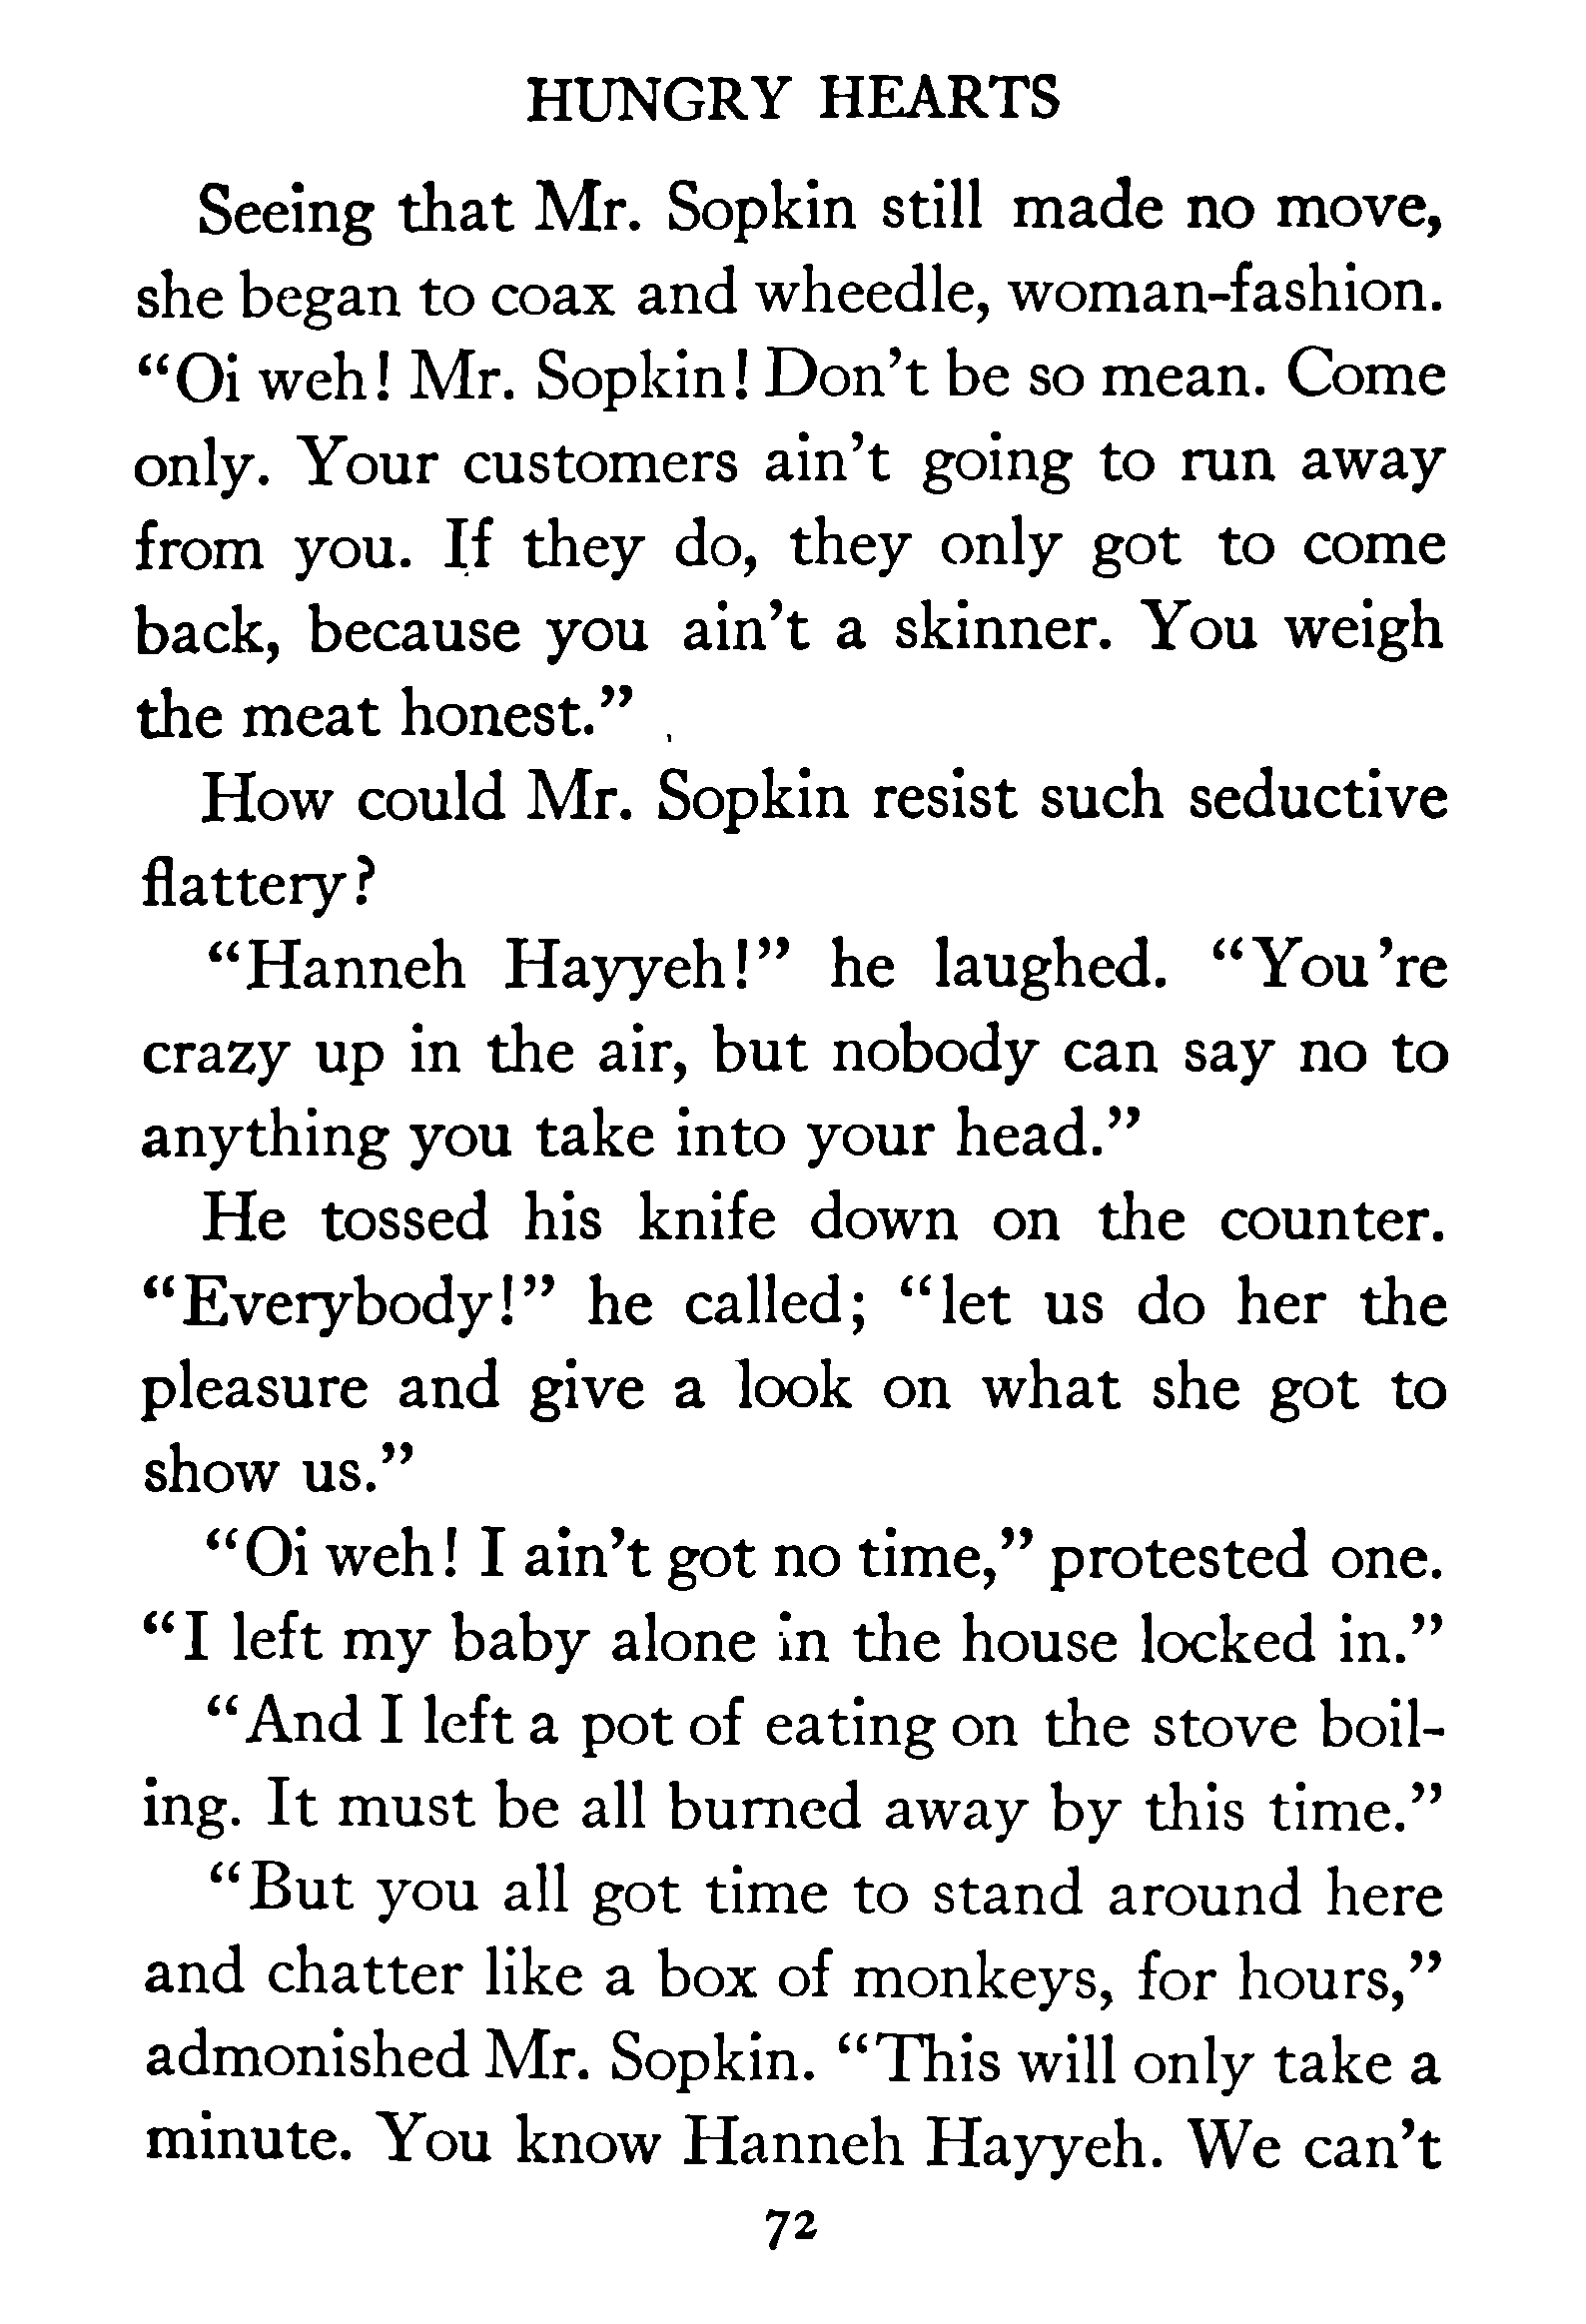 HUNGRY HEARTS
Seeing that Mr. Sopkin still made no move,
she began to coax and wheedle, woman-fashion.
“Oi weh! Mr. Sopkin! Don’t be so mean. Come
only. Your customers ain’t going to run away
from you. If they do, they only got to come
back, because you ain’t a skinner. You weigh
the meat honest.”
How could Mr. Sopkin resist such seductive
flattery?
“Hanneh Hayyeh!” he laughed. “You’re
crazy up in the air, but nobody can say no to
anything you take into your head.”
He tossed his knife down on the counter.
“Everybody!” he called; “let us do her the
pleasure and give a look on what she got to
show us.”
“Oi weh! I ain’t got no time,” protested one.
“I left my baby alone in the house locked in.”
“And I left a pot of eating on the stove boil-
ing. It must be all burned away by this time.”
“But you all got time to stand around here
and chatter like a box of monkeys, for hours,”
admonished Mr. Sopkin. “This will only take a
minute. You know Hanneh Hayyeh. We can’t
72